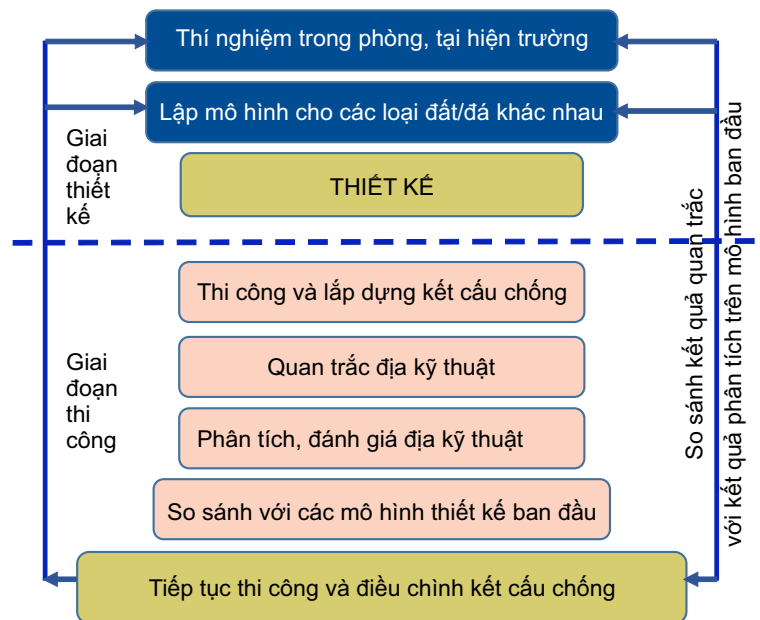 Thí nghiệm trong phòng, tại hiện trường
Lập mô hình cho các loại đất/đá khác nhau
Giai
đoạn
thiết
kế
THIẾT KẾ
Thi công và lắp dựng kết cấu chống
Quan trắc địa kỹ thuật
Giai
đoạn
thi
công
Phân tích, đánh giá địa kỹ thuật
So sánh với các mô hình thiết kế ban đầu
Tiếp tục thi công và điều chình kết cấu chống
So sánh kết quả quan trắc
với kết quả phân tích trên mô hình ban đầu